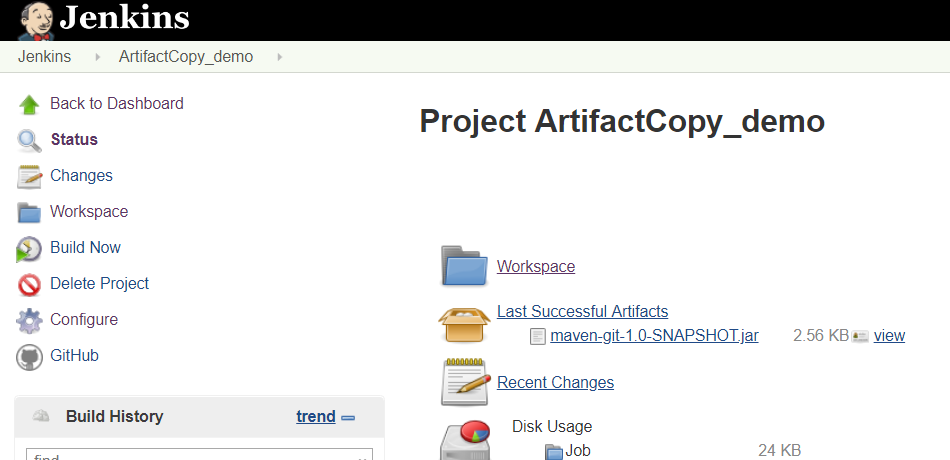 Jenkins
Jenkins ArtifactCopy_demo
Back to Dashboard
Status
Changes
Workspace
Build Now
Delete Project
Configure
GitHub
Build History trend
find
Project ArtifactCopy_demo
Workspace
Last Successful Artifacts
maven-git-1.0-SNAPSHOT.jar 2.56 KB view
Recent Changes
Disk Usage
Job 24 KB